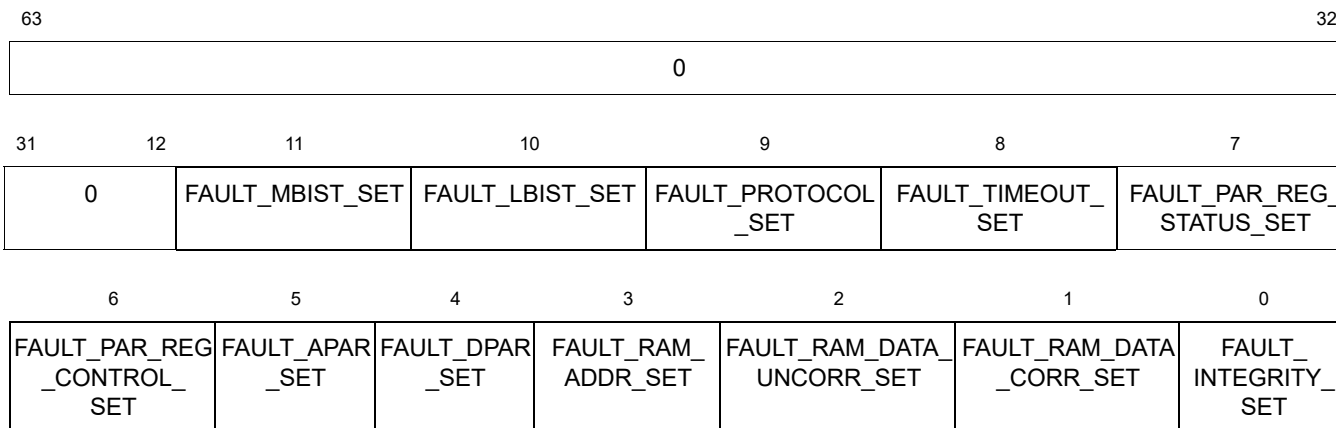 63 32
0
31 12 11 10 9 8 7
0 FAULT_MBIST_SET FAULT_LBIST_SET FAULT_PROTOCOL FAULT_TIMEOUT_ FAULT_PAR_REG_
_SET SET STATUS_SET
6 5 4 3 2 1 0
FAULT_PAR_REG FAULT_APAR FAULT_DPAR FAULT_RAM_ FAULT_RAM_DATA_ FAULT_RAM_DATA FAULT_
_CONTROL_ _SET _SET ADDR_SET UNCORR_SET _CORR_SET INTEGRITY_
SET SET